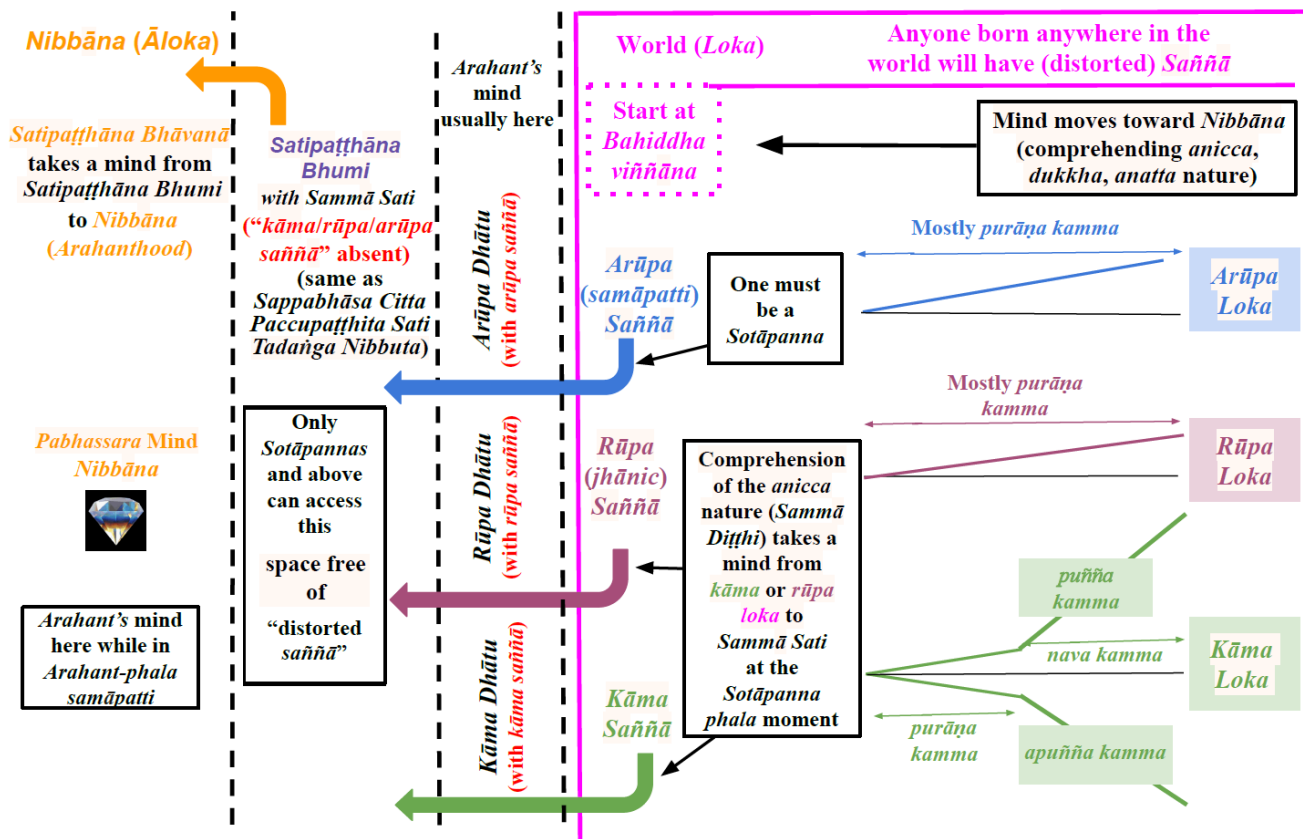 Nibbāna (Āloka)
Satipaṭṭhāna Bhāvanā
takes a mind from
Satipaṭṭhāna Bhumi
to Nibbāna
(Arahanthood)
Pabhassara Mind
Nibbāna
Arahant's mind
here while in
Arahant-phala
samāpatti
Satipaṭṭhāna
Bhumi
with Sammā Sati
(“kāma/rūpa/arūpa
saññā” absent)
(same as
Sappabhāsa Citta
Paccupaṭṭhita Sati
Tadaṅga Nibbuta)
Only
Sotāpannas
and above
can access
this
space free
of
“distorted
saññā”
Arahant's
mind
usually here
Arūpa Dhātu
(with arūpa saññā)
Rūpa Dhātu
(with rūpa saññā)
Kāma Dhātu
(with kāma saññā)
World (Loka)
Anyone born anywhere in the
world will have (distorted) Saññā
Start at
Bahiddha
viññāna
Mind moves toward Nibbāna
(comprehending anicca,
dukkha, anatta nature)
Arūpa
(samāpatti)
Saññā
One must
be a
Sotāpanna
Mostly purāṇa kamma
Arūpa
Loka
Rūpa
(jhānic)
Saññā
Comprehension
of the anicca
nature (Sammā
Diṭṭhi) takes a
mind from
kāma or rūpa
loka to
Sammā Sati
at the
Sotāpanna
phala moment
Mostly purāṇa
kamma
Rūpa
Loka
Kāma
Saññā
puñña
kamma
nava kamma
purāṇa
kamma
apuñña kamma
Kāma
Loka